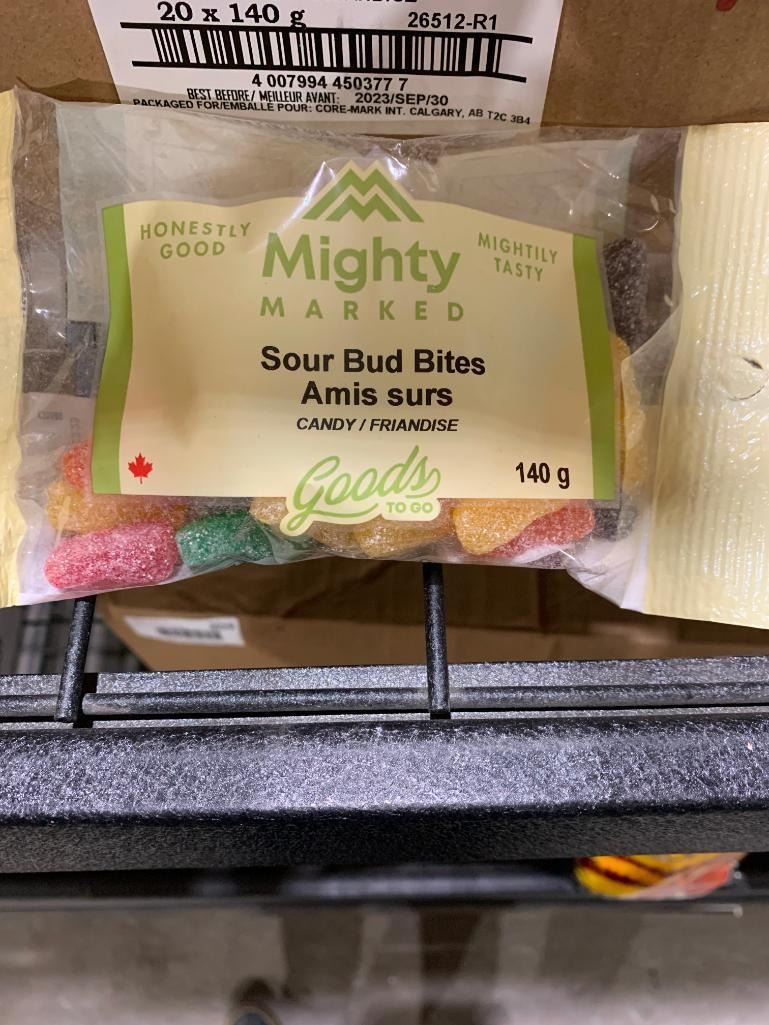 20 x 140 g 26512-R1
4 007994 450377 7
BEST BEFORE/ MEILLEUR AVANT: 2023/SEP/30
PACKAGED FOR/EMBALLÉ POUR: CORE-MARK INT. CALGARY, AB T2C 3B4
HONESTLY
GOOD
Mighty
MARKED
MIGHTILY
TASTY
Sour Bud Bites
Amis surs
CANDY / FRIANDISE
Goods
TO GO
140 g